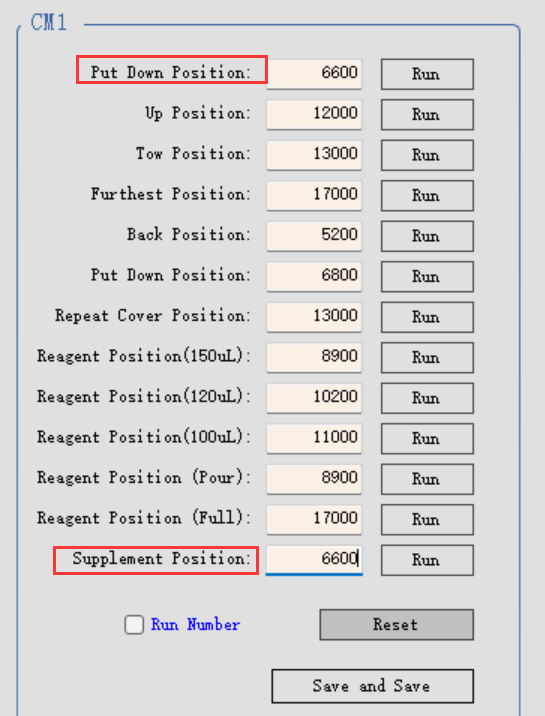 CM1
Put Down Position: 6600 Run
Up Position: 12000 Run
Tow Position: 13000 Run
Furthest Position: 17000 Run
Back Position: 5200 Run
Put Down Position: 6800 Run
Repeat Cover Position: 13000 Run
Reagent Position(150uL): 8900 Run
Reagent Position(120uL): 10200 Run
Reagent Position(100uL): 11000 Run
Reagent Position (Pour): 8900 Run
Reagent Position (Full): 17000 Run
Supplement Position: 6600 Run
Run Number Reset
Save and Save